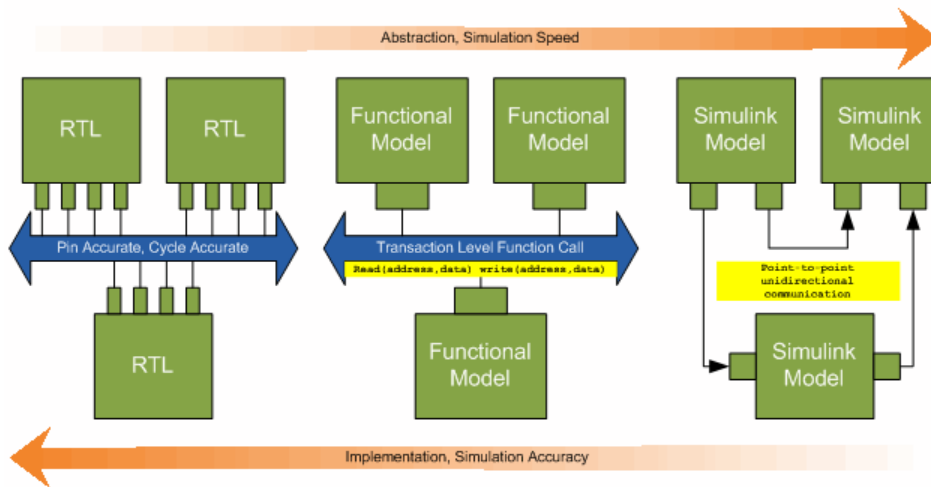 Abstraction, Simulation Speed
RTL
RTL
Functional
Model
Functional
Model
Simulink
Model
Simulink
Model
Pin Accurate, Cycle Accurate
Transaction Level Function Call
Read(address,data) write(address,data)
Point-to-point
unidirectional
communication
RTL
Functional
Model
Simulink
Model
Implementation, Simulation Accuracy